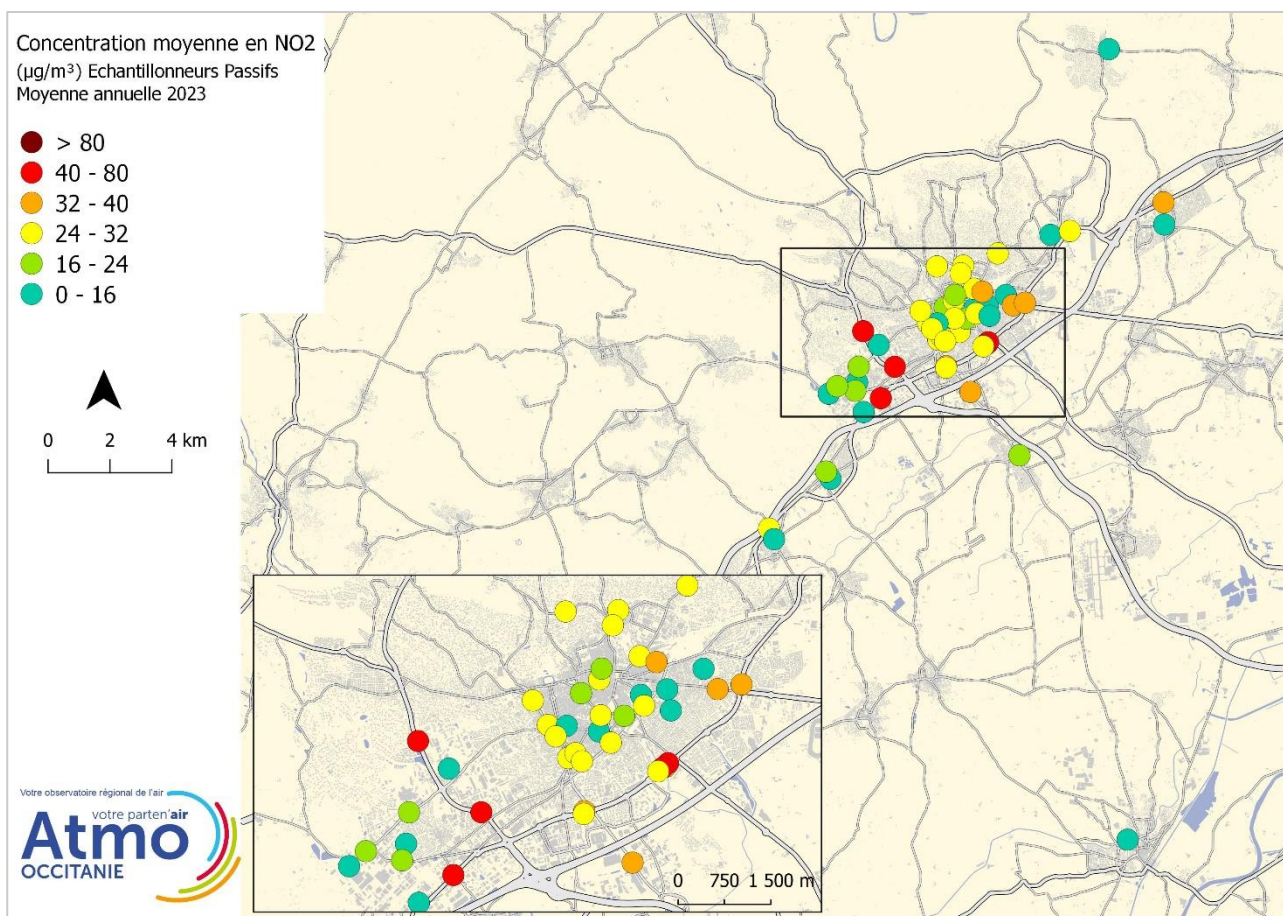 Concentration moyenne en NO2
(µg/m³) Echantillonneurs Passifs
Moyenne annuelle 2023
> 80
40 - 80
32 - 40
24 - 32
16 - 24
0 - 16
0 2 4 km
0 750 1 500 m
Votre observatoire régional de l'air
votre parten'air
Atmo
OCCITANIE